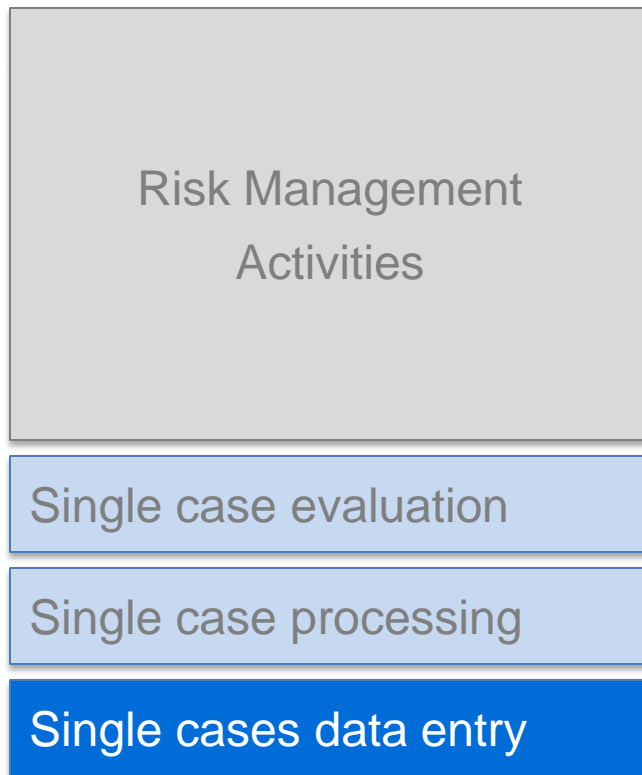 Risk Management
Activities
Single case evaluation
Single case processing
Single cases data entry